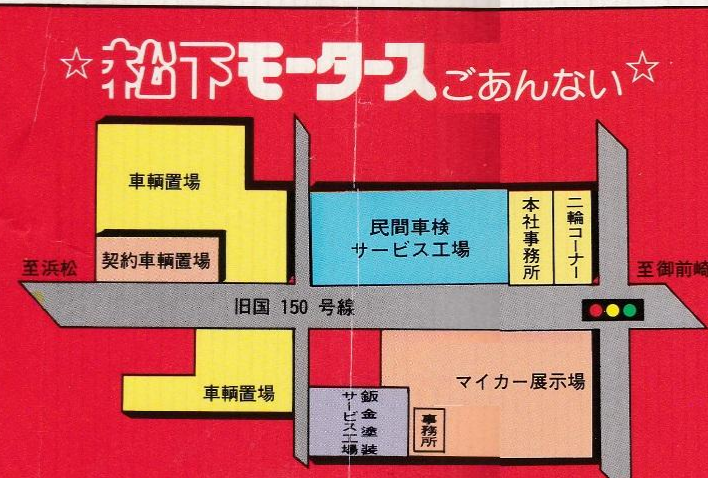 ☆松下モータースごあんない☆
車輌置場
契約車輌置場
民間車検
サービス工場
本社事務所
二輪コーナー
至浜松
至御前崎
旧国 150 号線
車輌置場
鈑金塗装
サービス工場
事務所
マイカー展示場